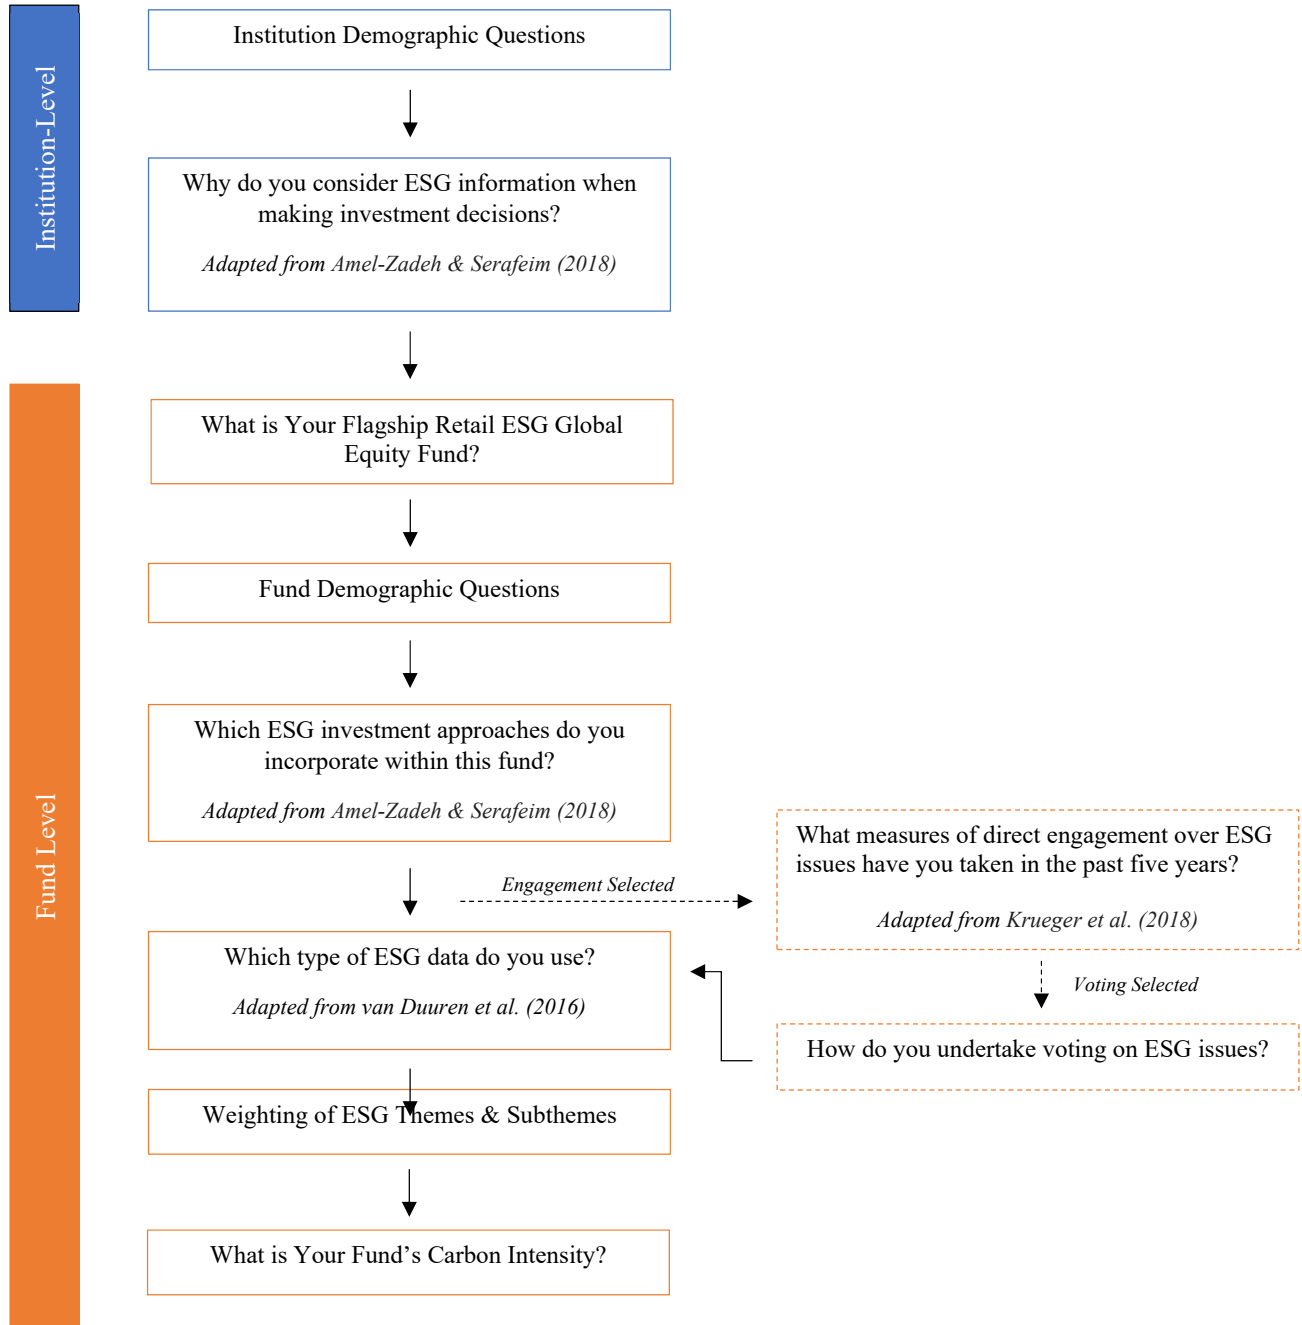 Institution-Level
Institution Demographic Questions
Why do you consider ESG information when
making investment decisions?
Adapted from Amel-Zadeh & Serafeim (2018)
Fund Level
What is Your Flagship Retail ESG Global
Equity Fund?
Fund Demographic Questions
Which ESG investment approaches do you
incorporate within this fund?
Adapted from Amel-Zadeh & Serafeim (2018)
Engagement Selected
What measures of direct engagement over ESG
issues have you taken in the past five years?
Adapted from Krueger et al. (2018)
Voting Selected
How do you undertake voting on ESG issues?
Which type of ESG data do you use?
Adapted from van Duuren et al. (2016)
Weighting of ESG Themes & Subthemes
What is Your Fund’s Carbon Intensity?